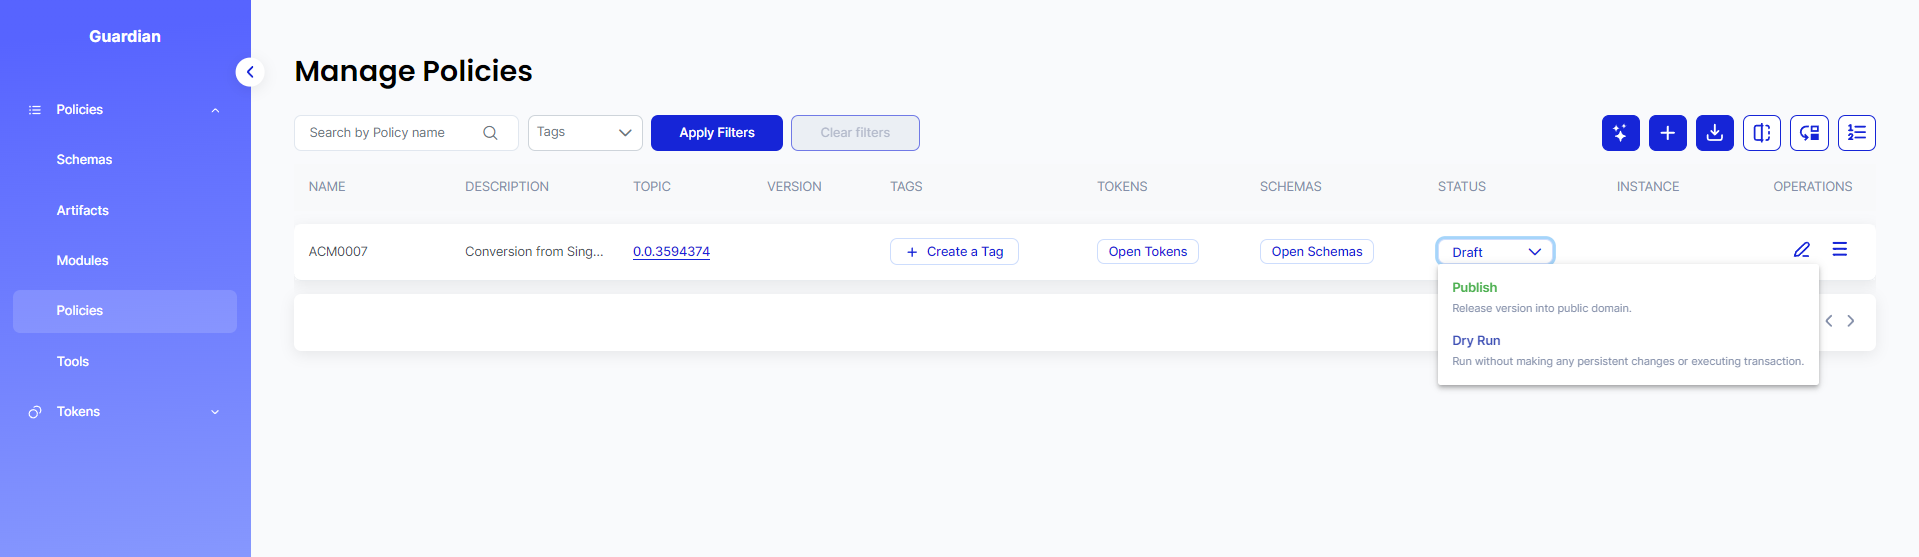 Guardian
Policies
Schemas
Artifacts
Modules
Policies
Tools
Tokens
Manage Policies
Search by Policy name
Tags
Apply Filters
Clear filters
NAME DESCRIPTION TOPIC VERSION TAGS TOKENS SCHEMAS STATUS INSTANCE OPERATIONS
ACM0007 Conversion from Sing... 0.0.3594374 + Create a Tag Open Tokens Open Schemas Draft
Publish
Release version into public domain.
Dry Run
Run without making any persistent changes or executing transaction.